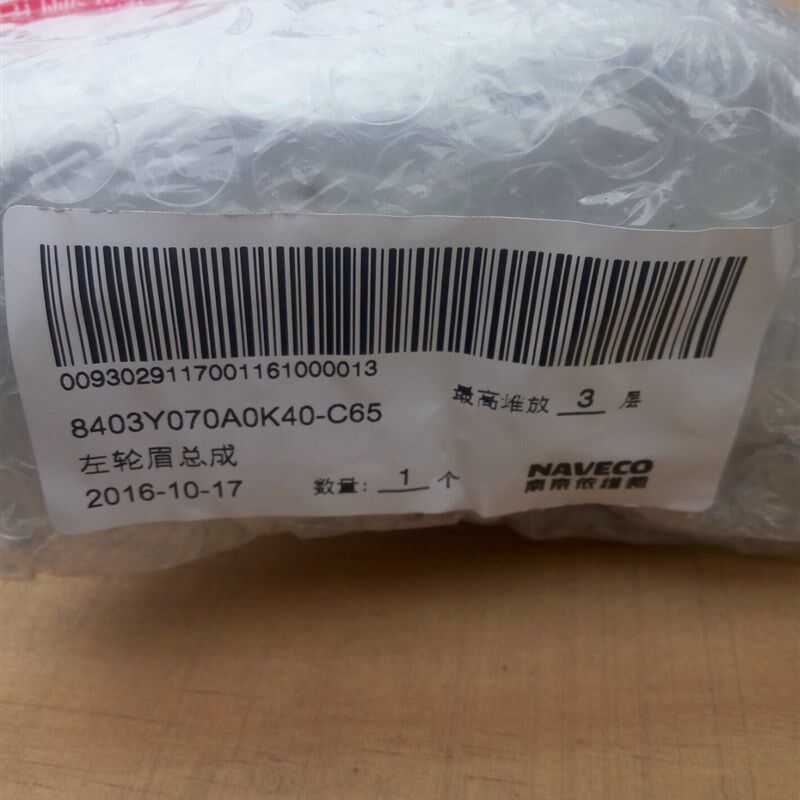 0093029117001161000013
8403Y070A0K40-C65
最高堆放 3 层
左轮眉总成
2016-10-17
数量: 1 个
NAVECO
南京依维柯